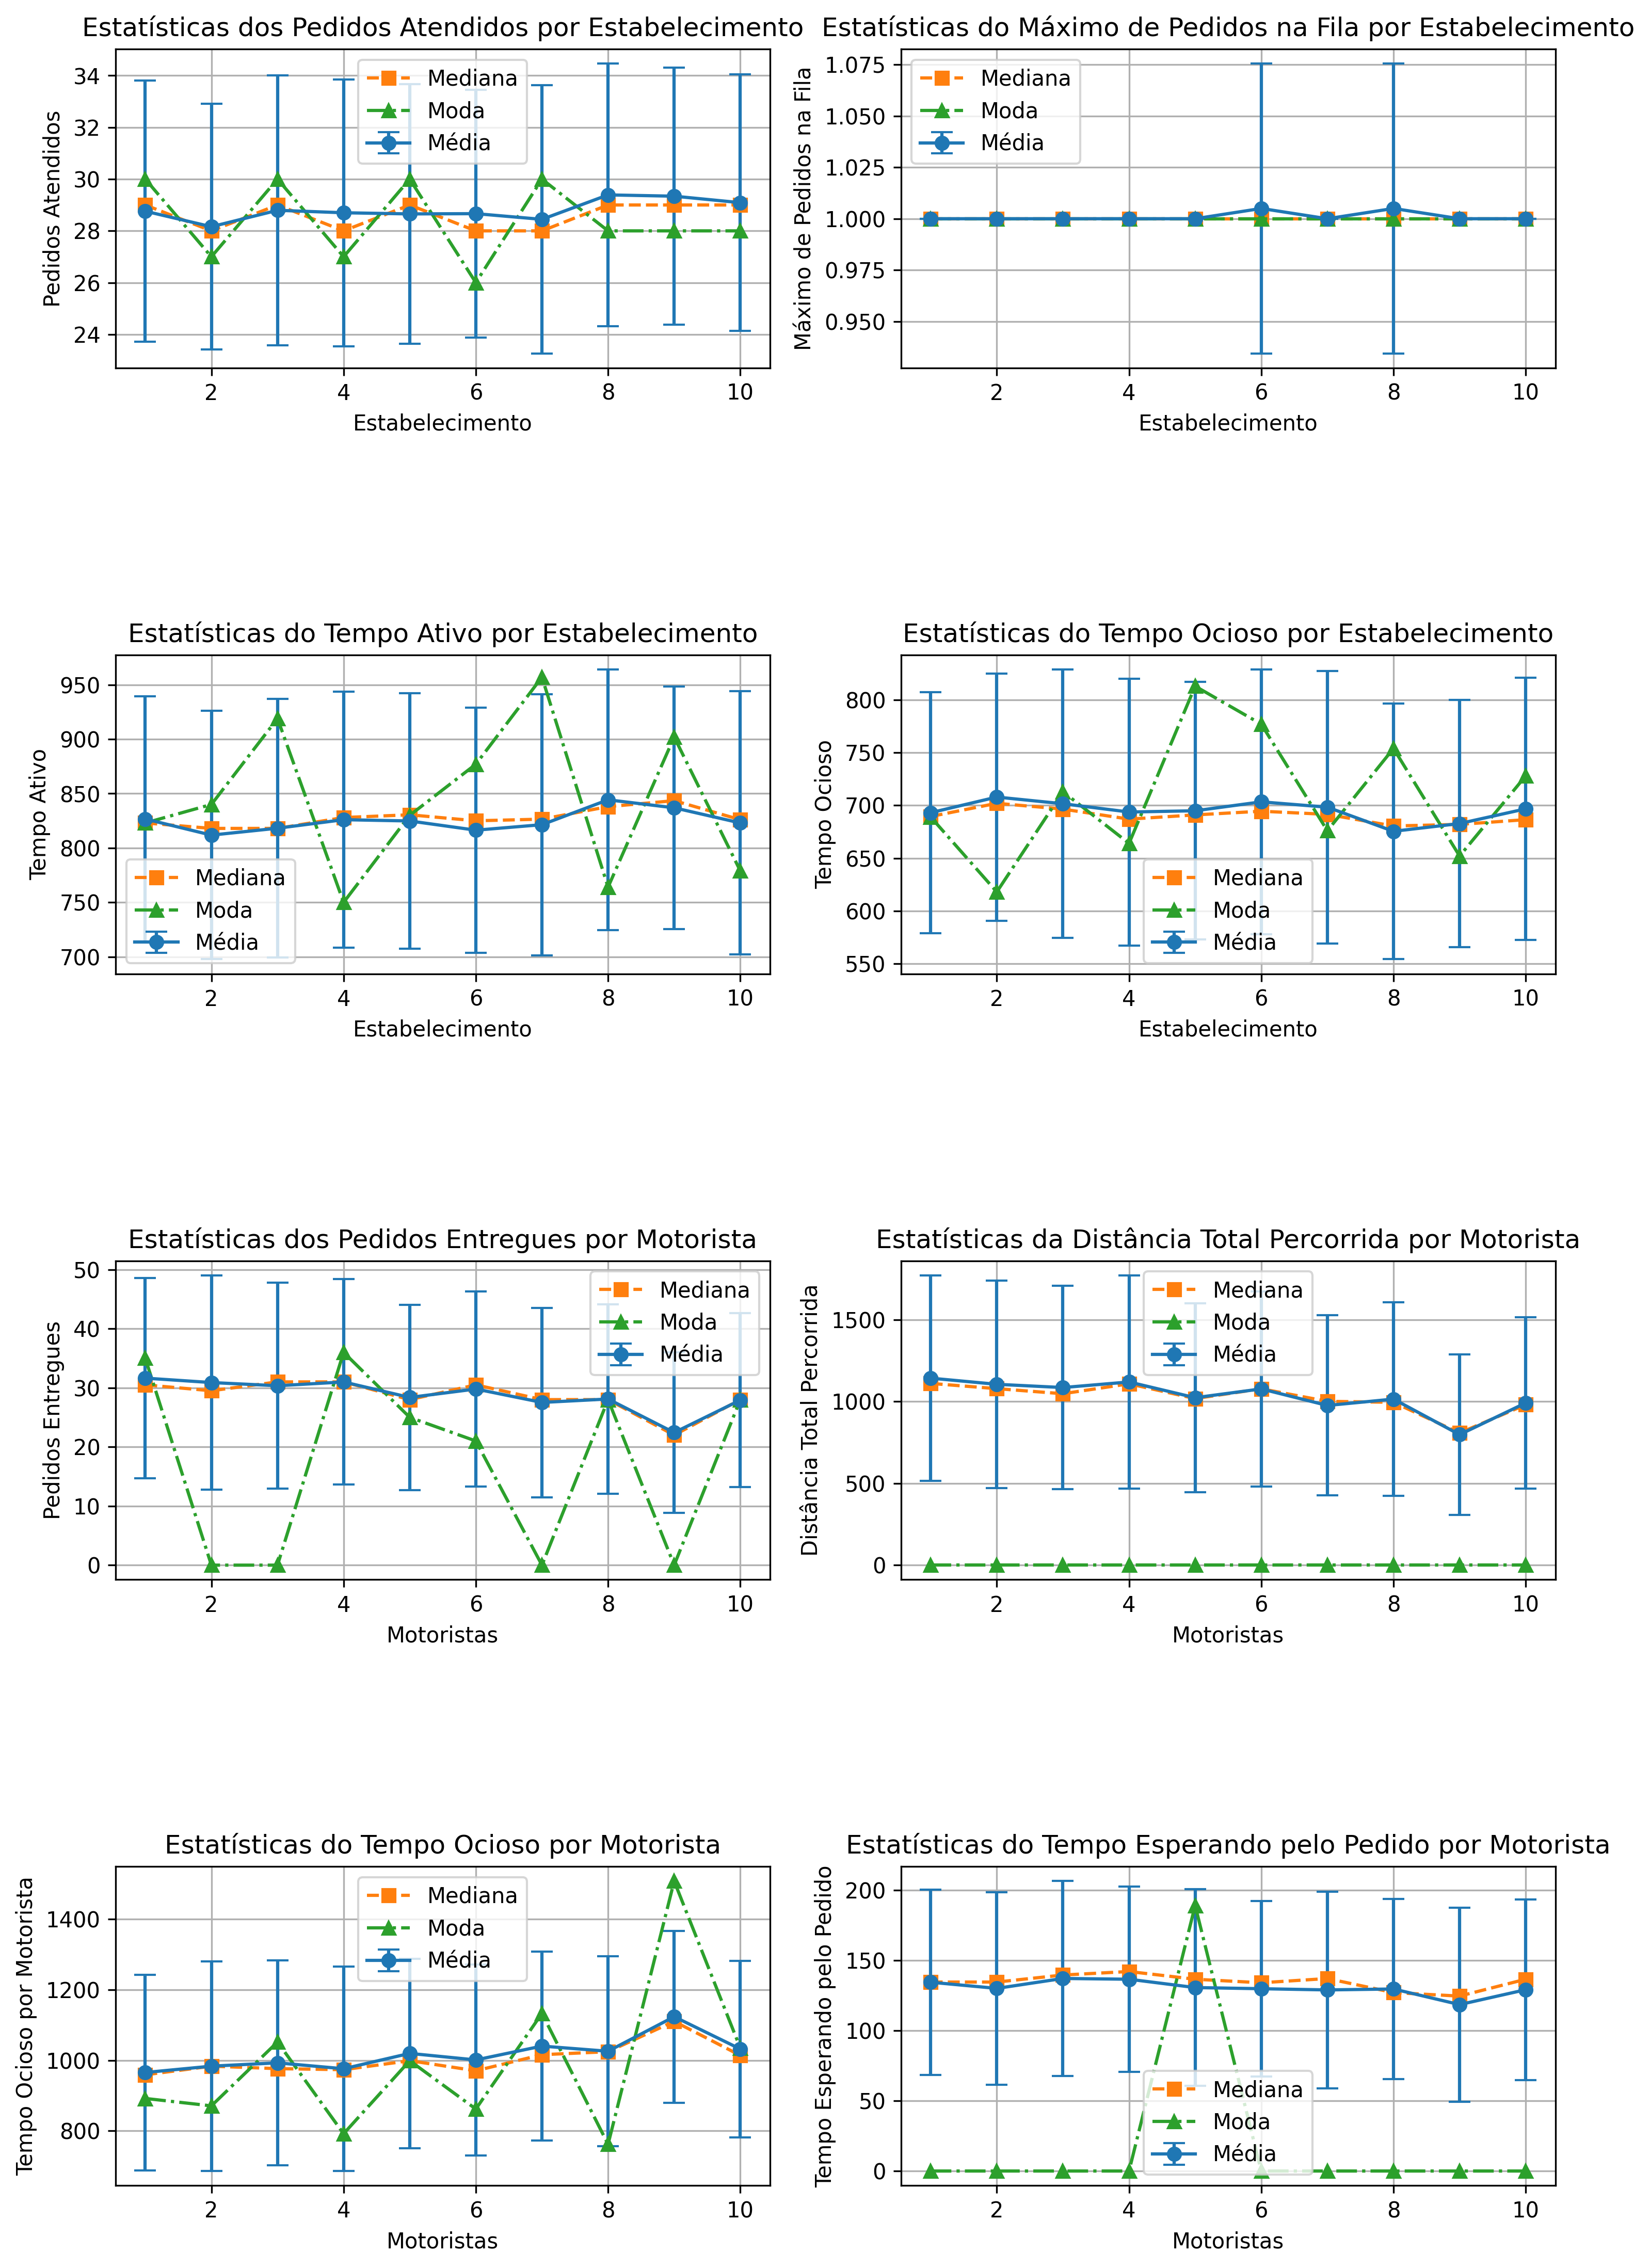 Estatísticas dos Pedidos Atendidos por Estabelecimento
Pedidos Atendidos
34
32
30
28
26
24
Mediana
Moda
Média
2
4
6
8
10
Estabelecimento
Estatísticas do Máximo de Pedidos na Fila por Estabelecimento
Máximo de Pedidos na Fila
1.075
1.050
1.025
1.000
0.975
0.950
Mediana
Moda
Média
2
4
6
8
10
Estabelecimento
Estatísticas do Tempo Ativo por Estabelecimento
Tempo Ativo
950
900
850
800
750
700
Mediana
Moda
Média
2
4
6
8
10
Estabelecimento
Estatísticas do Tempo Ocioso por Estabelecimento
Tempo Ocioso
800
750
700
650
600
550
Mediana
Moda
Média
2
4
6
8
10
Estabelecimento
Estatísticas dos Pedidos Entregues por Motorista
Pedidos Entregues
50
40
30
20
10
0
Mediana
Moda
Média
2
4
6
8
10
Motoristas
Estatísticas da Distância Total Percorrida por Motorista
Distância Total Percorrida
1500
1000
500
0
Mediana
Moda
Média
2
4
6
8
10
Motoristas
Estatísticas do Tempo Ocioso por Motorista
Tempo Ocioso por Motorista
1400
1200
1000
800
Mediana
Moda
Média
2
4
6
8
10
Motoristas
Estatísticas do Tempo Esperando pelo Pedido por Motorista
Tempo Esperando pelo Pedido
200
150
100
50
0
Mediana
Moda
Média
2
4
6
8
10
Motoristas